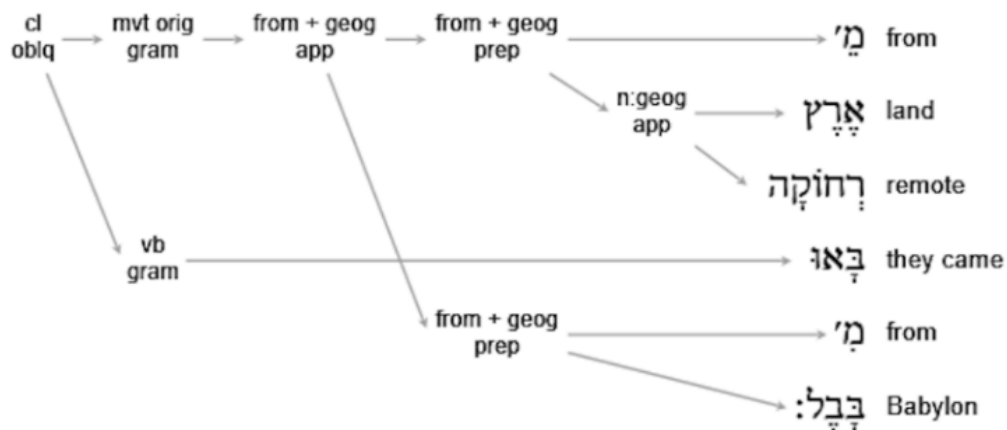 cl oblq
mvt orig gram
from + geog app
from + geog prep
מֵ׳ from
n:geog app
אֶרֶץ land
רְחוֹקָה remote
vb gram
בָּאוּ they came
from + geog prep
מִ׳ from
בָּבֶל׃ Babylon